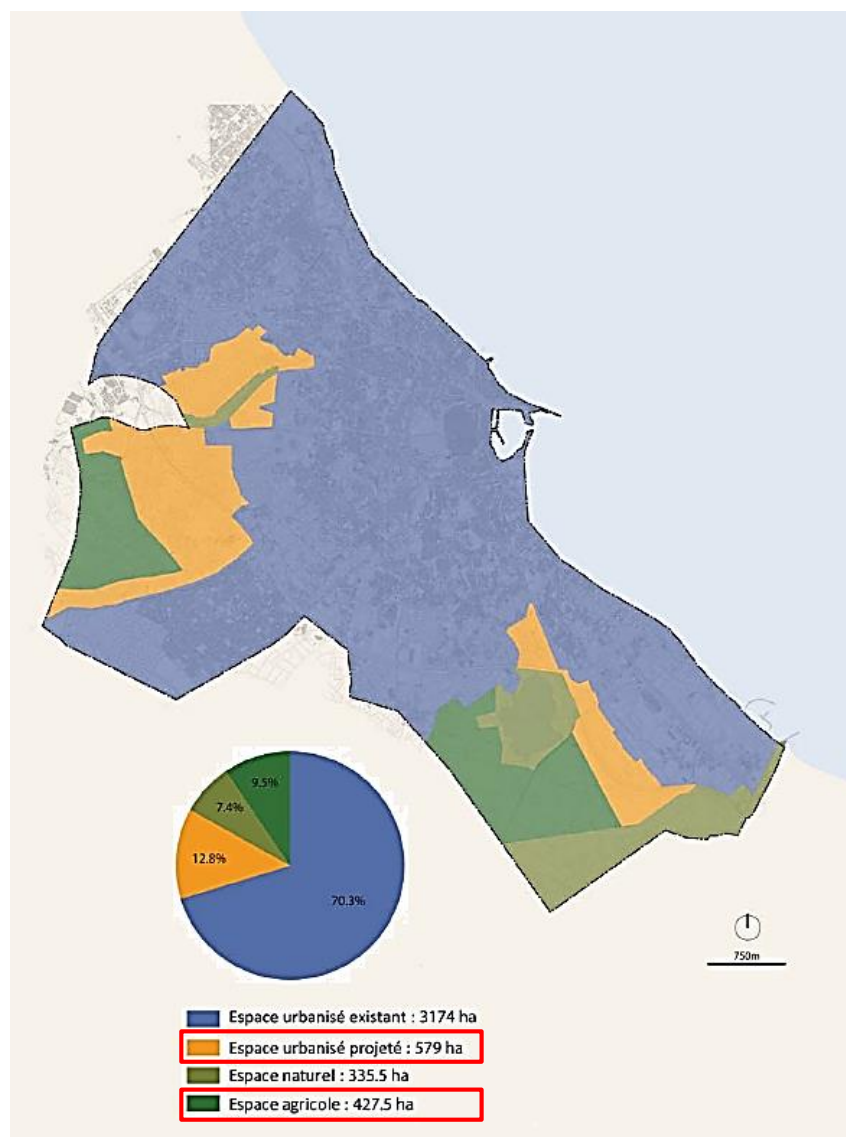 9.5%
7.4%
12.8%
70.3%
750m
Espace urbanisé existant : 3174 ha
Espace urbanisé projeté : 579 ha
Espace naturel : 335.5 ha
Espace agricole : 427.5 ha